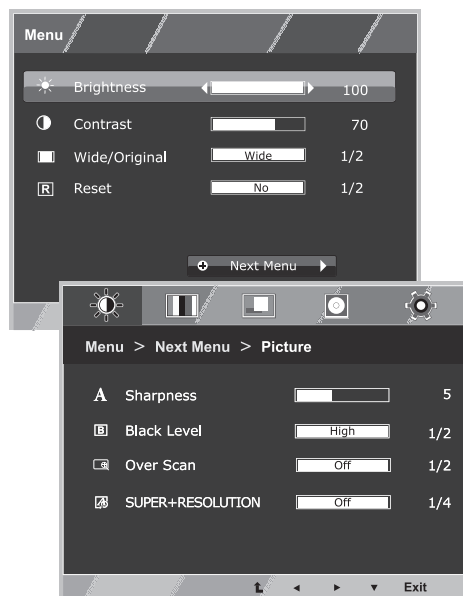 Menu
Brightness 100
Contrast 70
Wide/Original Wide 1/2
R Reset No 1/2
Next Menu
Menu > Next Menu > Picture
A Sharpness 5
B Black Level High 1/2
Over Scan Off 1/2
SUPER+RESOLUTION Off 1/4
Exit